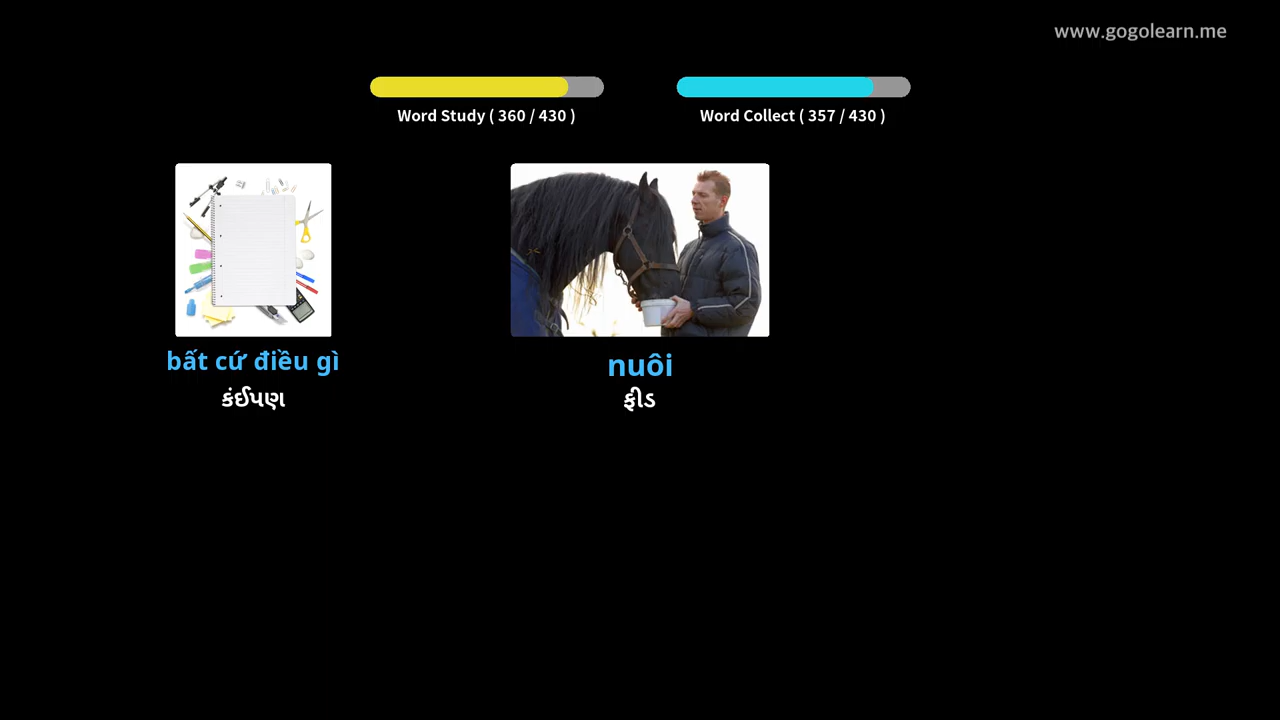 www.gogolearn.me
Word Study ( 360 / 430 )
Word Collect ( 357 / 430 )
bất cứ điều gì
કંઈપણ
nuôi
ફીડ